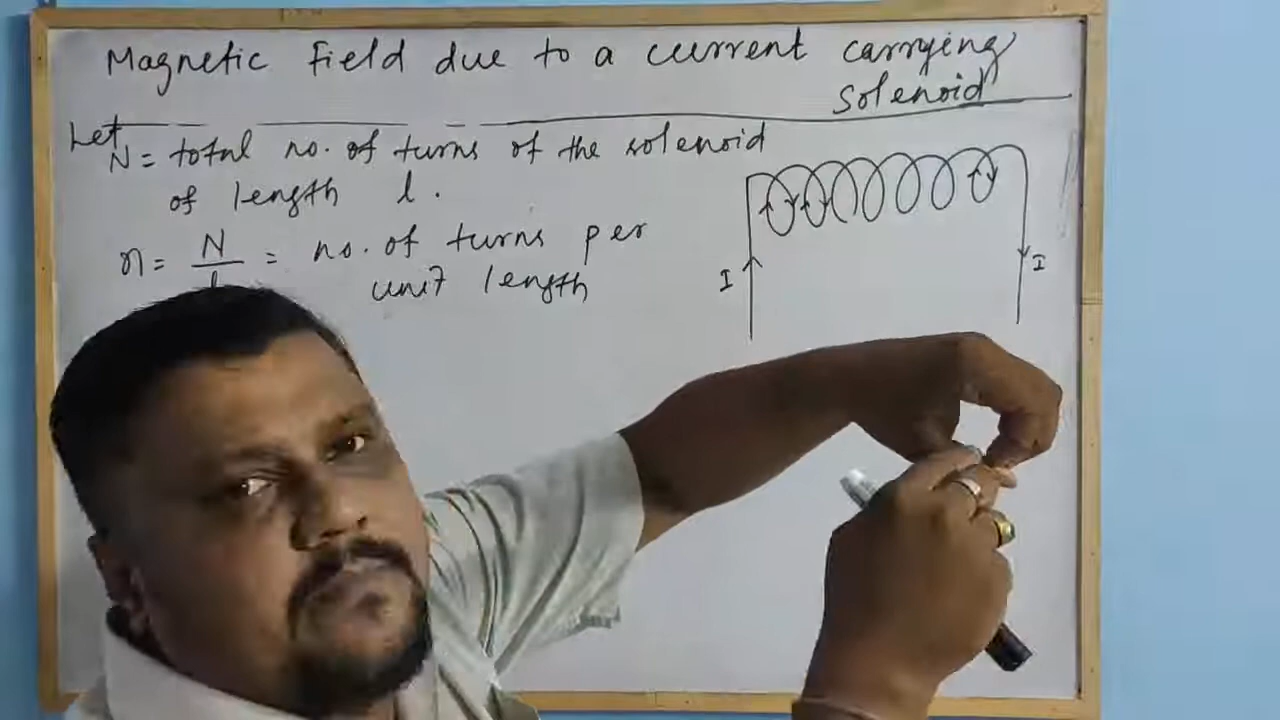 Magnetic field due to a current carrying
solenoid
Let
N = total no. of turns of the solenoid
of length l.
n = N/l = no. of turns per
unit length
I
I